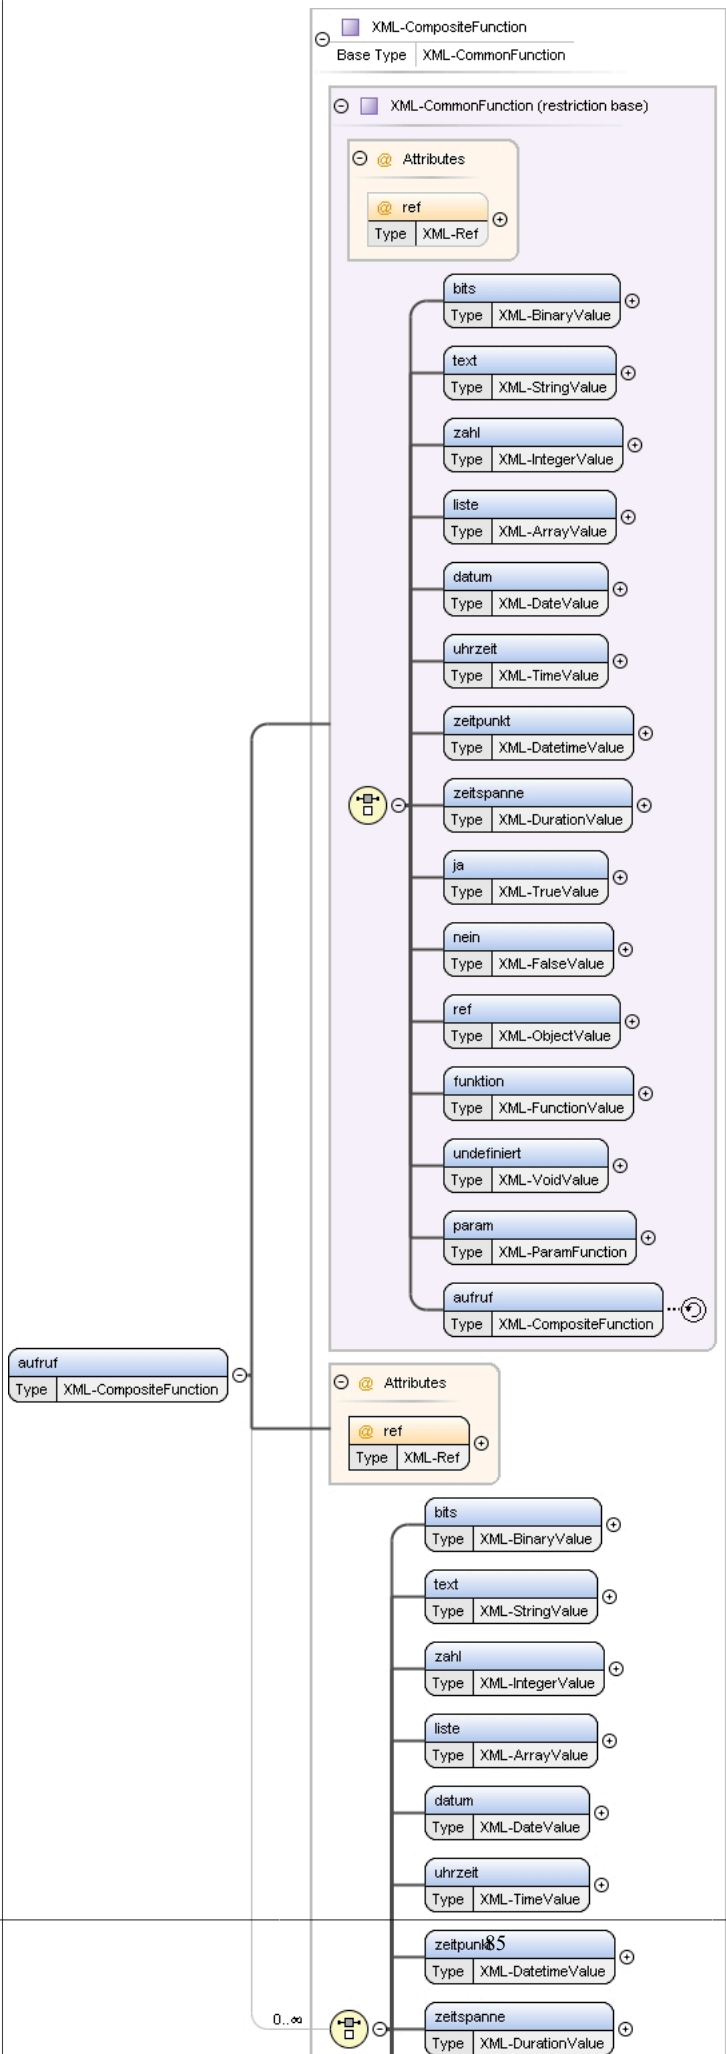 XML-CompositeFunction
Base Type XML-CommonFunction
XML-CommonFunction (restriction base)
@ Attributes
@ ref
Type XML-Ref
bits
Type XML-BinaryValue
text
Type XML-StringValue
zahl
Type XML-IntegerValue
liste
Type XML-ArrayValue
datum
Type XML-DateValue
uhrzeit
Type XML-TimeValue
zeitpunkt
Type XML-DatetimeValue
zeitspanne
Type XML-DurationValue
ja
Type XML-TrueValue
nein
Type XML-FalseValue
ref
Type XML-ObjectValue
funktion
Type XML-FunctionValue
undefiniert
Type XML-VoidValue
param
Type XML-ParamFunction
aufruf
Type XML-CompositeFunction
aufruf
Type XML-CompositeFunction
@ Attributes
@ ref
Type XML-Ref
bits
Type XML-BinaryValue
text
Type XML-StringValue
zahl
Type XML-IntegerValue
liste
Type XML-ArrayValue
datum
Type XML-DateValue
uhrzeit
Type XML-TimeValue
zeitpunkt
85
Type XML-DatetimeValue
0..∞
zeitspanne
Type XML-DurationValue